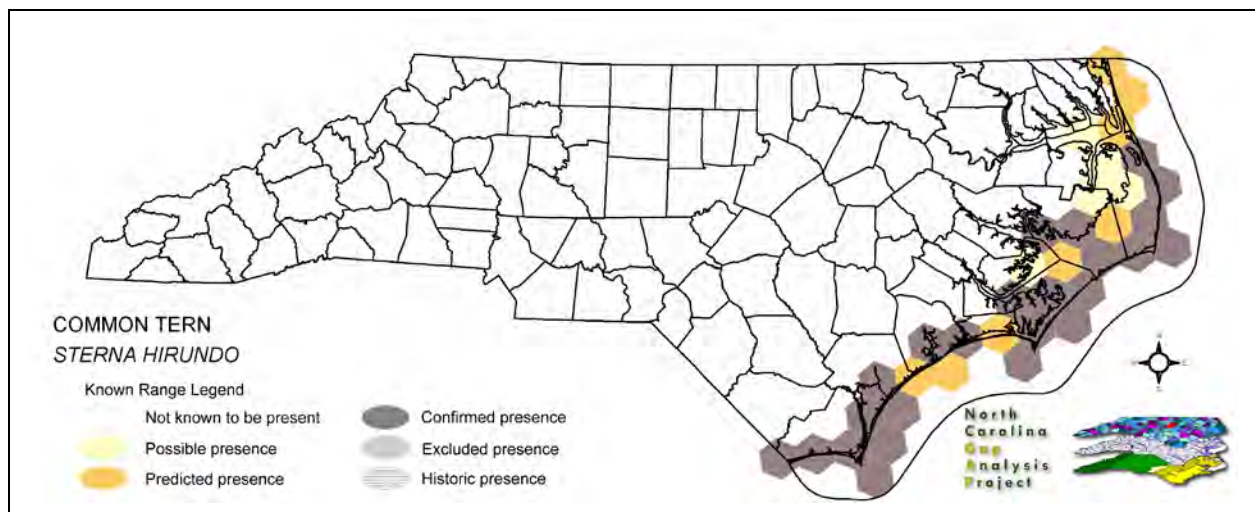 COMMON TERN
STERNA HIRUNDO
Known Range Legend
Not known to be present
Possible presence
Predicted presence
Confirmed presence
Excluded presence
Historic presence
North
Carolina
Gap
Analysis
Project